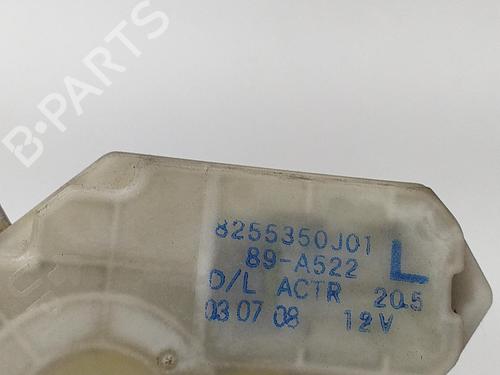 B-PARTS
8255350J01
89-A522
L
D/L ACTR 20.5
03 07 08 12V